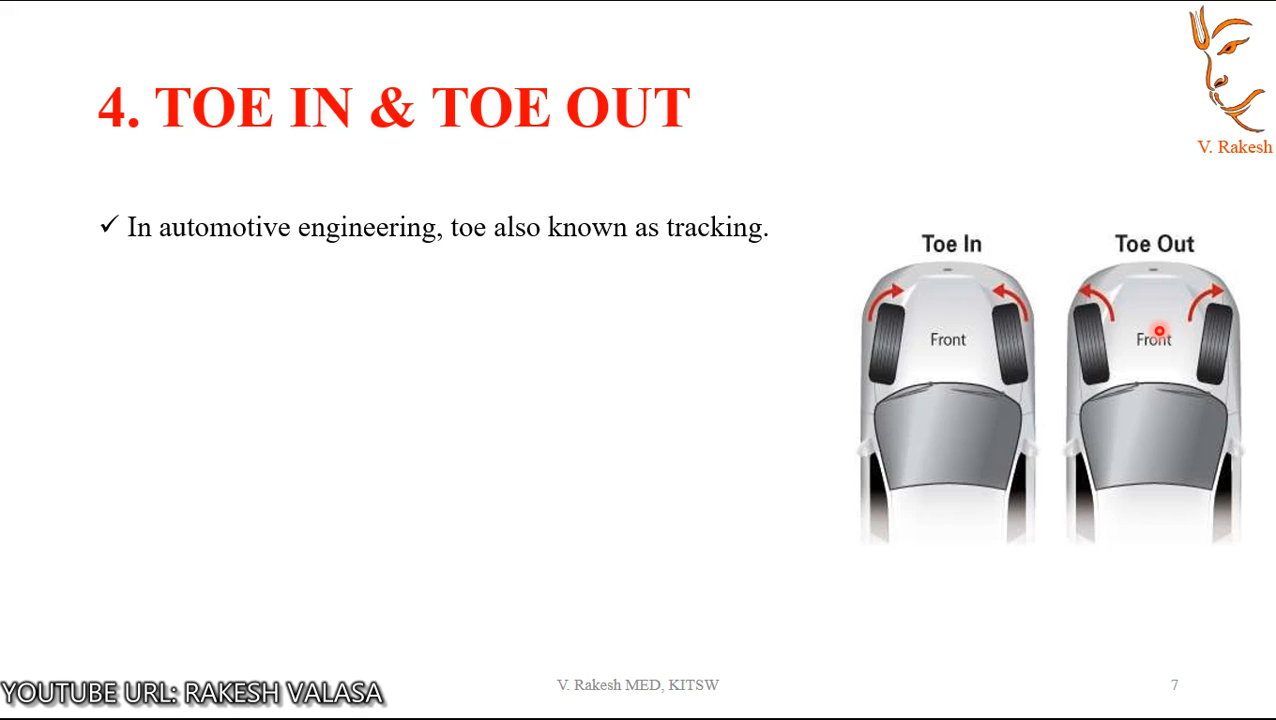 V. Rakesh
4. TOE IN & TOE OUT
✓ In automotive engineering, toe also known as tracking.
Toe In
Toe Out
Front
Front
YOUTUBE URL: RAKESH VALASA
V. Rakesh MED, KITSW
7